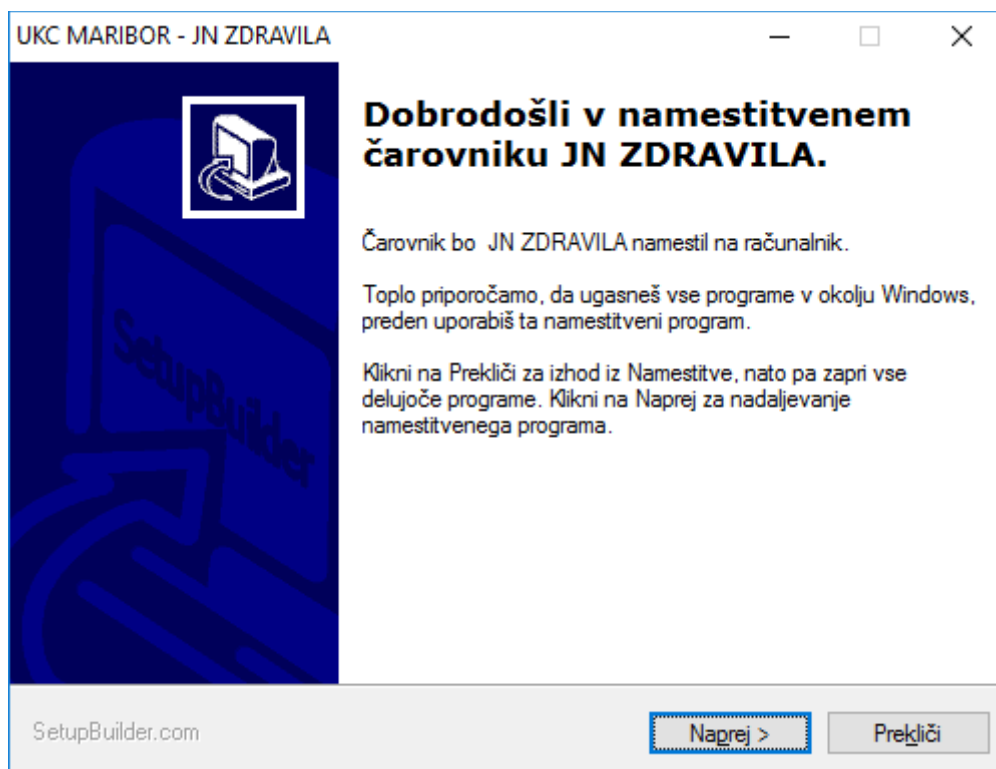 UKC MARIBOR - JN ZDRAVILA
Dobrodošli v namestitvenem
čarovniku JN ZDRAVILA.
Čarovnik bo JN ZDRAVILA namestil na računalnik.
Toplo priporočamo, da ugasneš vse programe v okolju Windows,
preden uporabiš ta namestitveni program.
Klikni na Prekliči za izhod iz Namestitve, nato pa zapri vse
delujoče programe. Klikni na Naprej za nadaljevanje
namestitvenega programa.
SetupBuilder
SetupBuilder.com
Naprej >
Prekliči